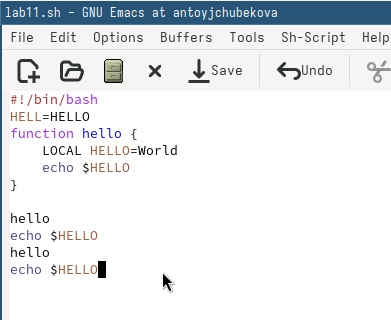 lab11.sh - GNU Emacs at antoyjchubekova
File Edit Options Buffers Tools Sh-Script Help
Save Undo
#!/bin/bash
HELL=HELLO
function hello {
    LOCAL HELLO=World
    echo $HELLO
}
hello
echo $HELLO
hello
echo $HELLO